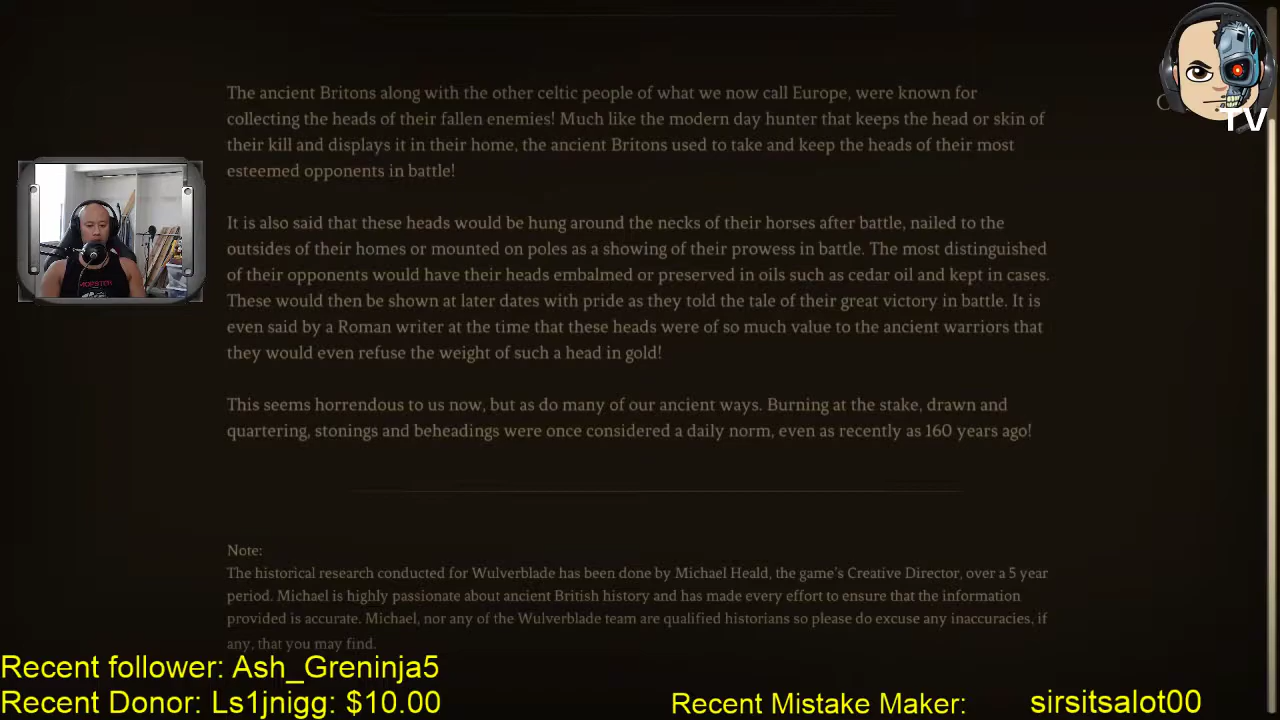 The ancient Britons along with the other celtic people of what we now call Europe, were known for
collecting the heads of their fallen enemies! Much like the modern day hunter that keeps the head or skin of
their kill and displays it in their home, the ancient Britons used to take and keep the heads of their most
esteemed opponents in battle!
It is also said that these heads would be hung around the necks of their horses after battle, nailed to the
outsides of their homes or mounted on poles as a showing of their prowess in battle. The most distinguished
of their opponents would have their heads embalmed or preserved in oils such as cedar oil and kept in cases.
These would then be shown at later dates with pride as they told the tale of their great victory in battle. It is
even said by a Roman writer at the time that these heads were of so much value to the ancient warriors that
they would even refuse the weight of such a head in gold!
This seems horrendous to us now, but as do many of our ancient ways. Burning at the stake, drawn and
quartering, stonings and beheadings were once considered a daily norm, even as recently as 160 years ago!
Note:
The historical research conducted for Wulverblade has been done by Michael Heald, the game's Creative Director, over a 5 year
period. Michael is highly passionate about ancient British history and has made every effort to ensure that the information
provided is accurate. Michael, nor any of the Wulverblade team are qualified historians so please do excuse any inaccuracies, if
any, that you may find.
TV
Recent follower: Ash_Greninja5
Recent Donor: Ls1jnigg: $10.00
Recent Mistake Maker: sirsitsalot00